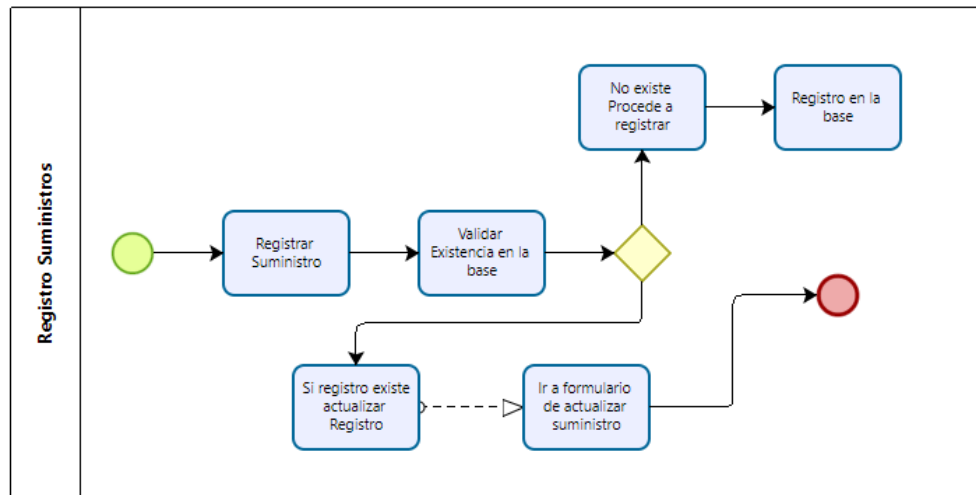 Registro Suministros
No existe
Procede a
registrar
Registro en la
base
Registrar
Suministro
Validar
Existencia en la
base
Si registro existe
actualizar
Registro
Ir a formulario
de actualizar
suministro